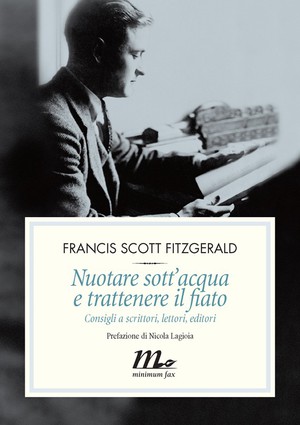 FRANCIS SCOTT FITZGERALD
Nuotare sott'acqua
e trattenere il fiato
Consigli a scrittori, lettori, editori
Prefazione di Nicola Lagioia
minimum fax